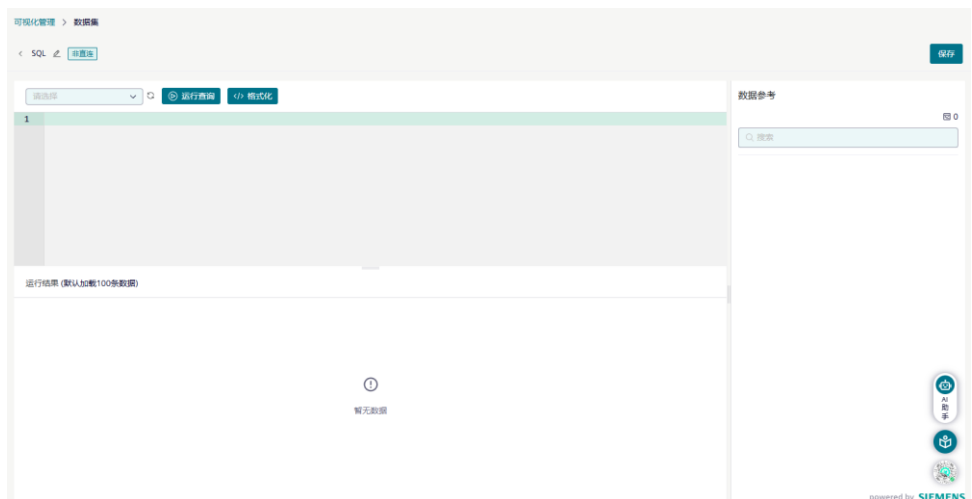 可视化管理 > 数据集
< SQL 非直连
保存
请选择 运行查询 </> 格式化
1
运行结果 (默认加载100条数据)
暂无数据
数据参考
0
搜索
AI
助
手
powered by SIEMENS